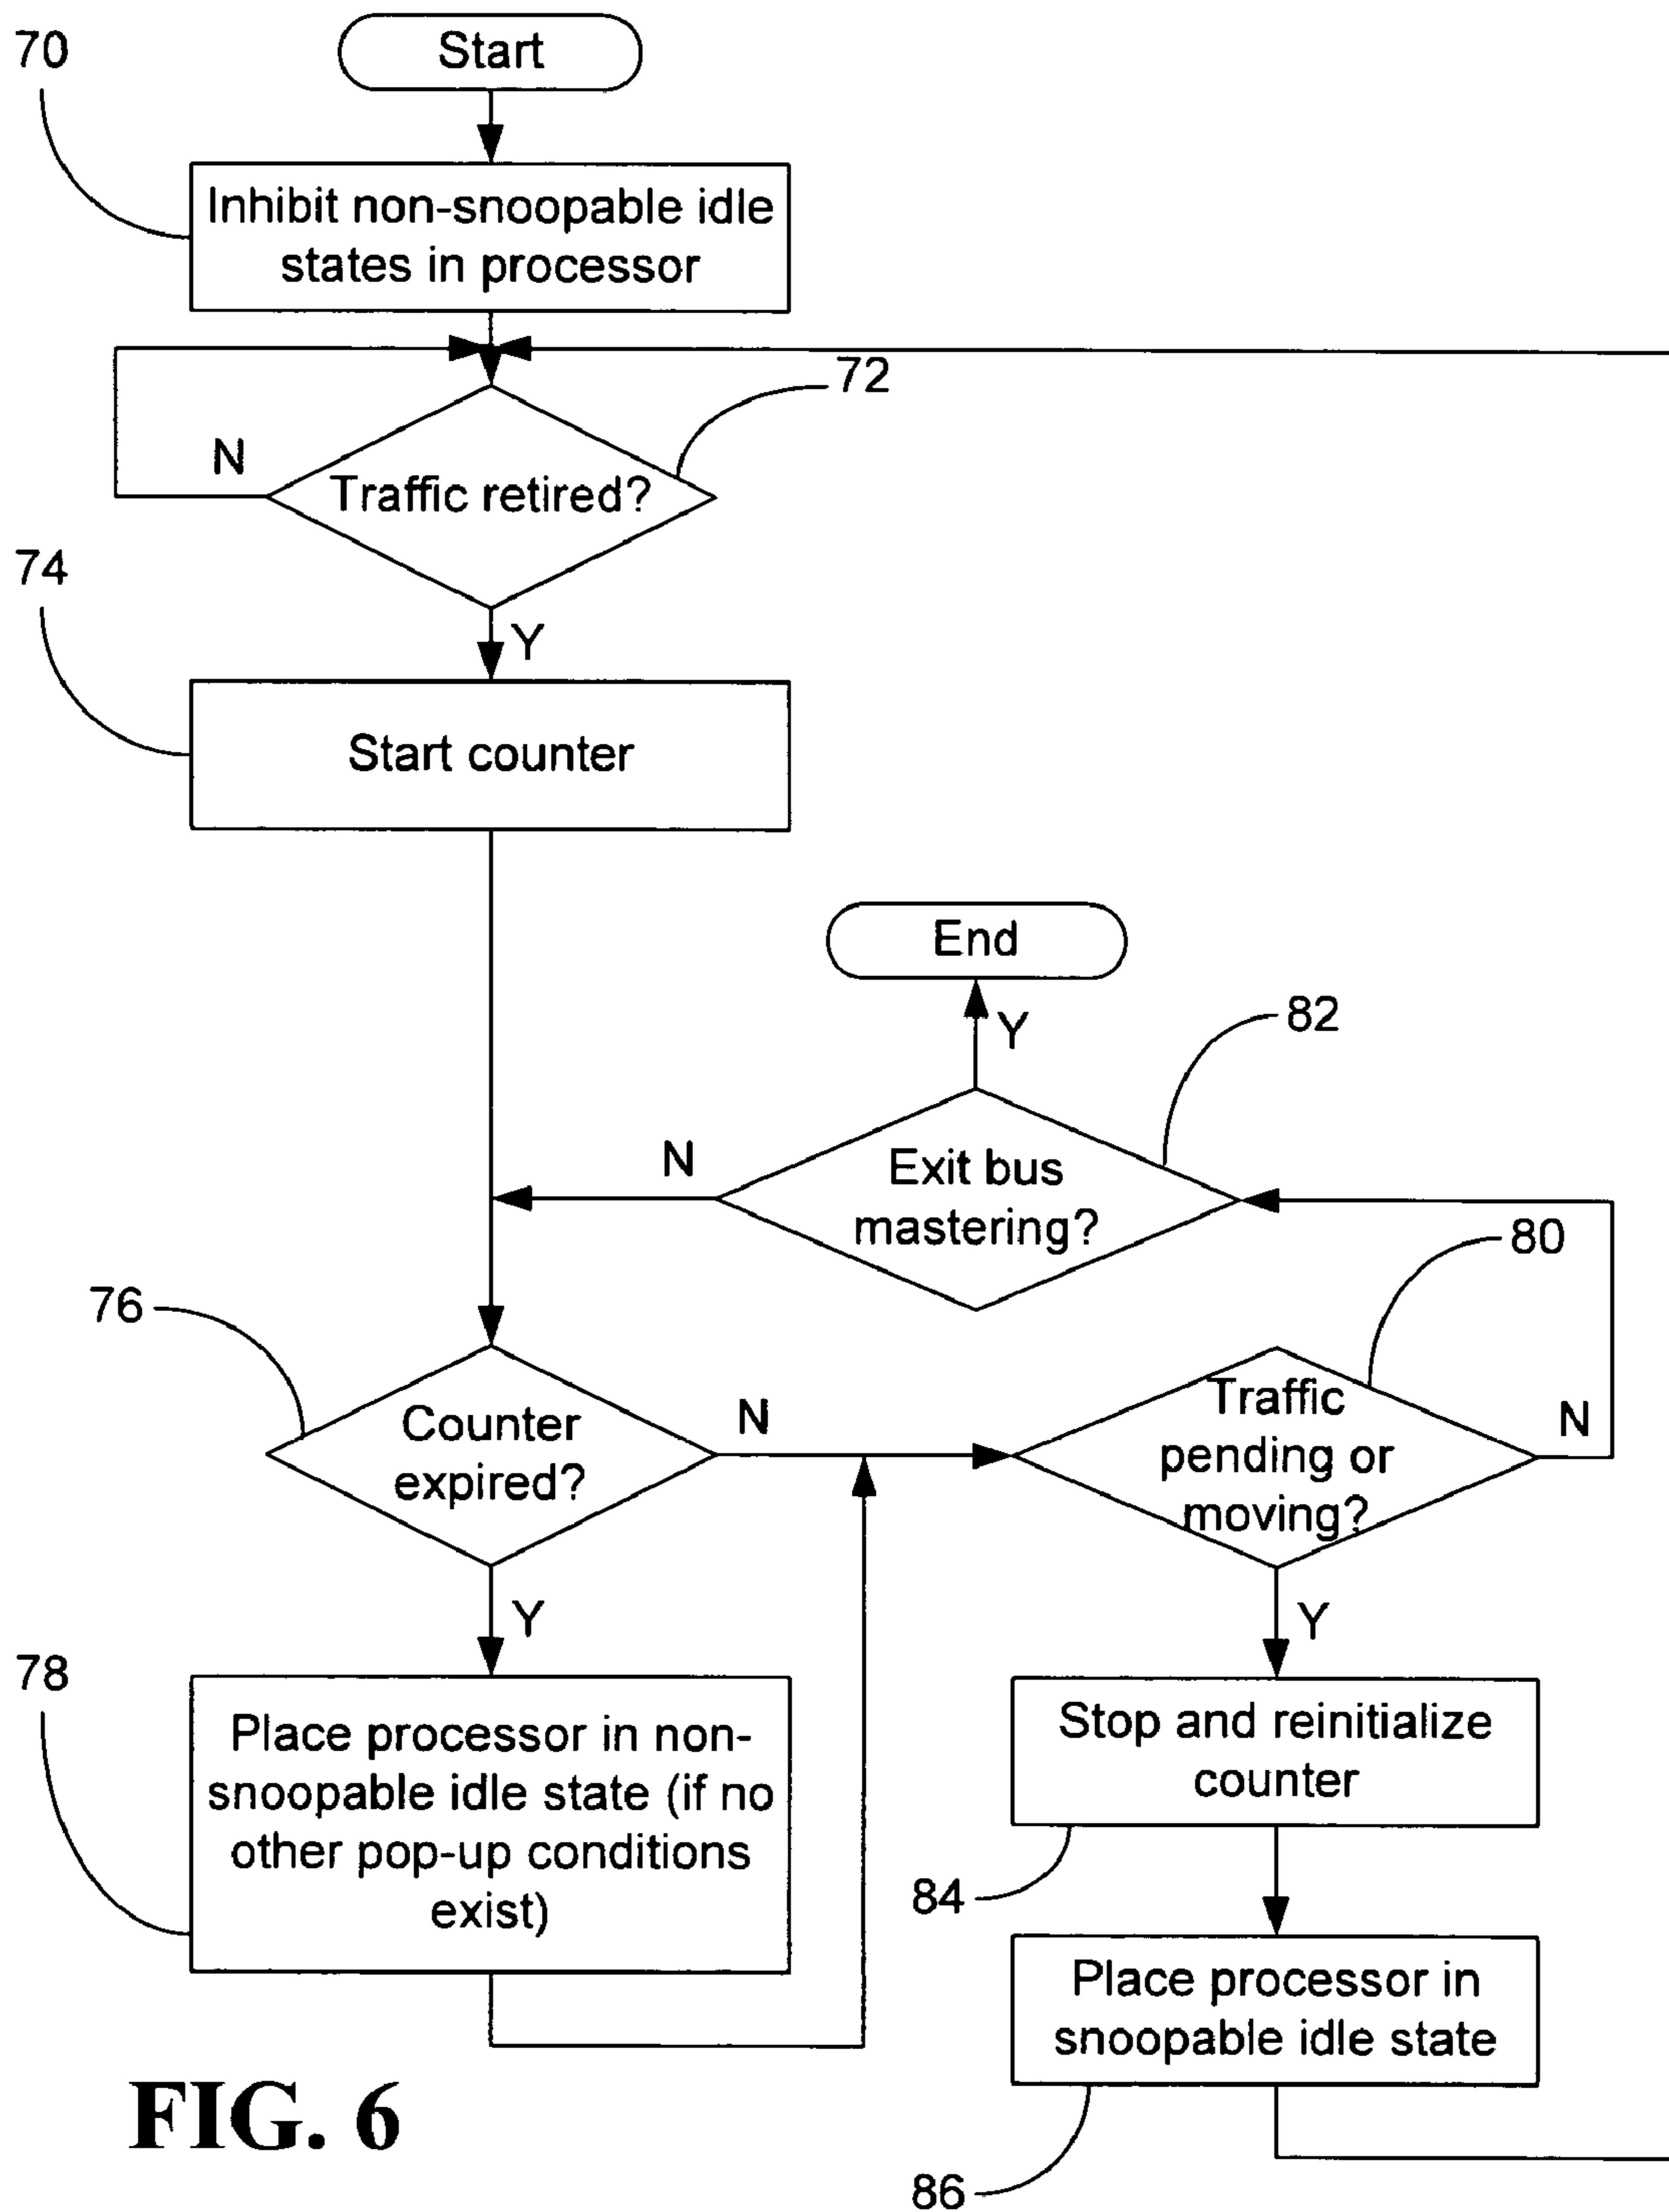 70
Start
Inhibit non-snoopable idle
states in processor
72
N
Traffic retired?
74
Y
Start counter
End
82
Y
N
Exit bus
mastering?
80
76
Counter
expired?
N
Traffic
pending or
moving?
N
Y
Y
78
Place processor in non-
snoopable idle state (if no
other pop-up conditions
exist)
Stop and reinitialize
counter
84
Place processor in
snoopable idle state
FIG. 6
86